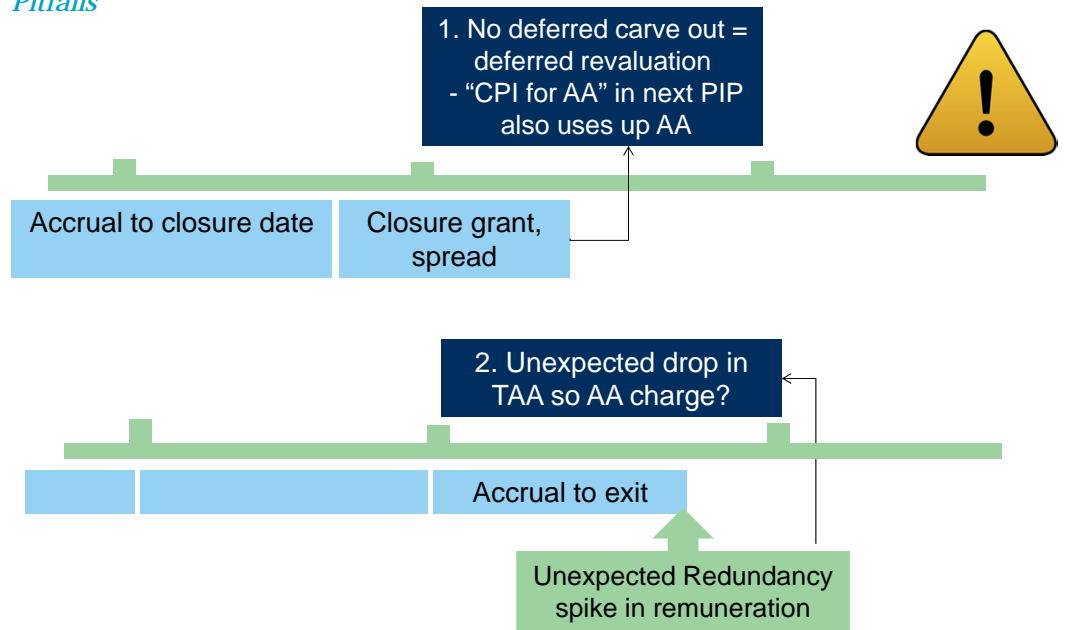 Pitfalls
1. No deferred carve out =
deferred revaluation
- “CPI for AA” in next PIP
also uses up AA
Accrual to closure date
Closure grant,
spread
2. Unexpected drop in
TAA so AA charge?
Accrual to exit
Unexpected Redundancy
spike in remuneration